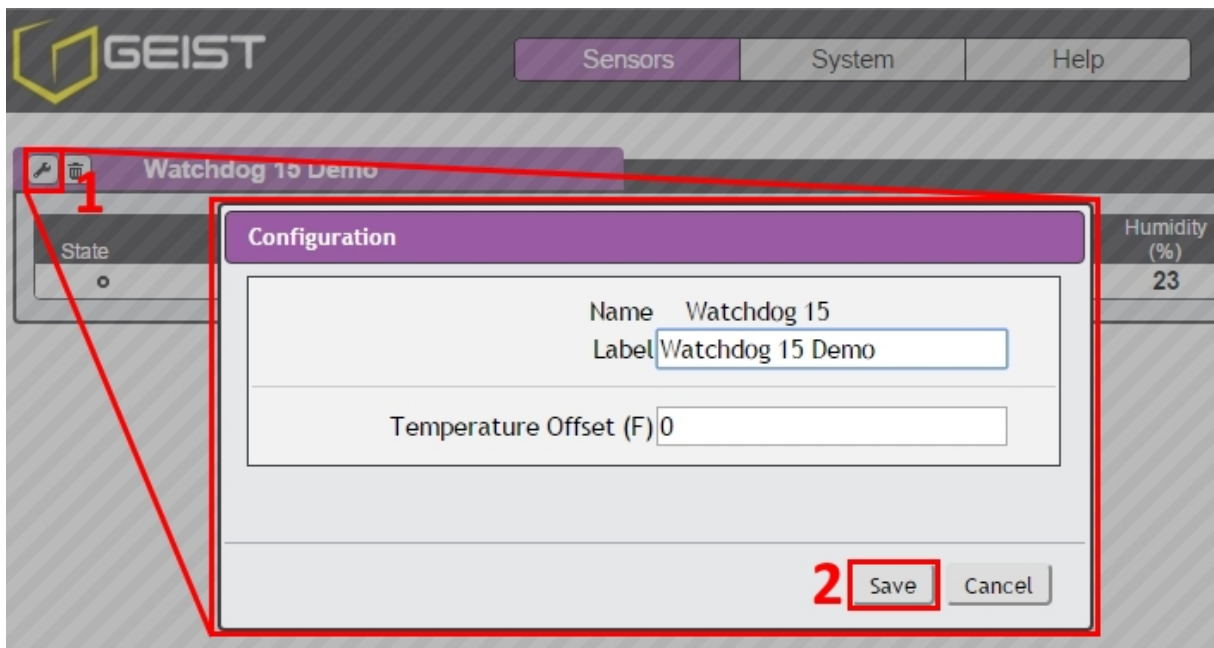 GEIST
Sensors System Help
1 Watchdog 15 Demo
State
Humidity
(%)
23
Configuration
Name Watchdog 15
Label Watchdog 15 Demo
Temperature Offset (F) 0
2 Save Cancel